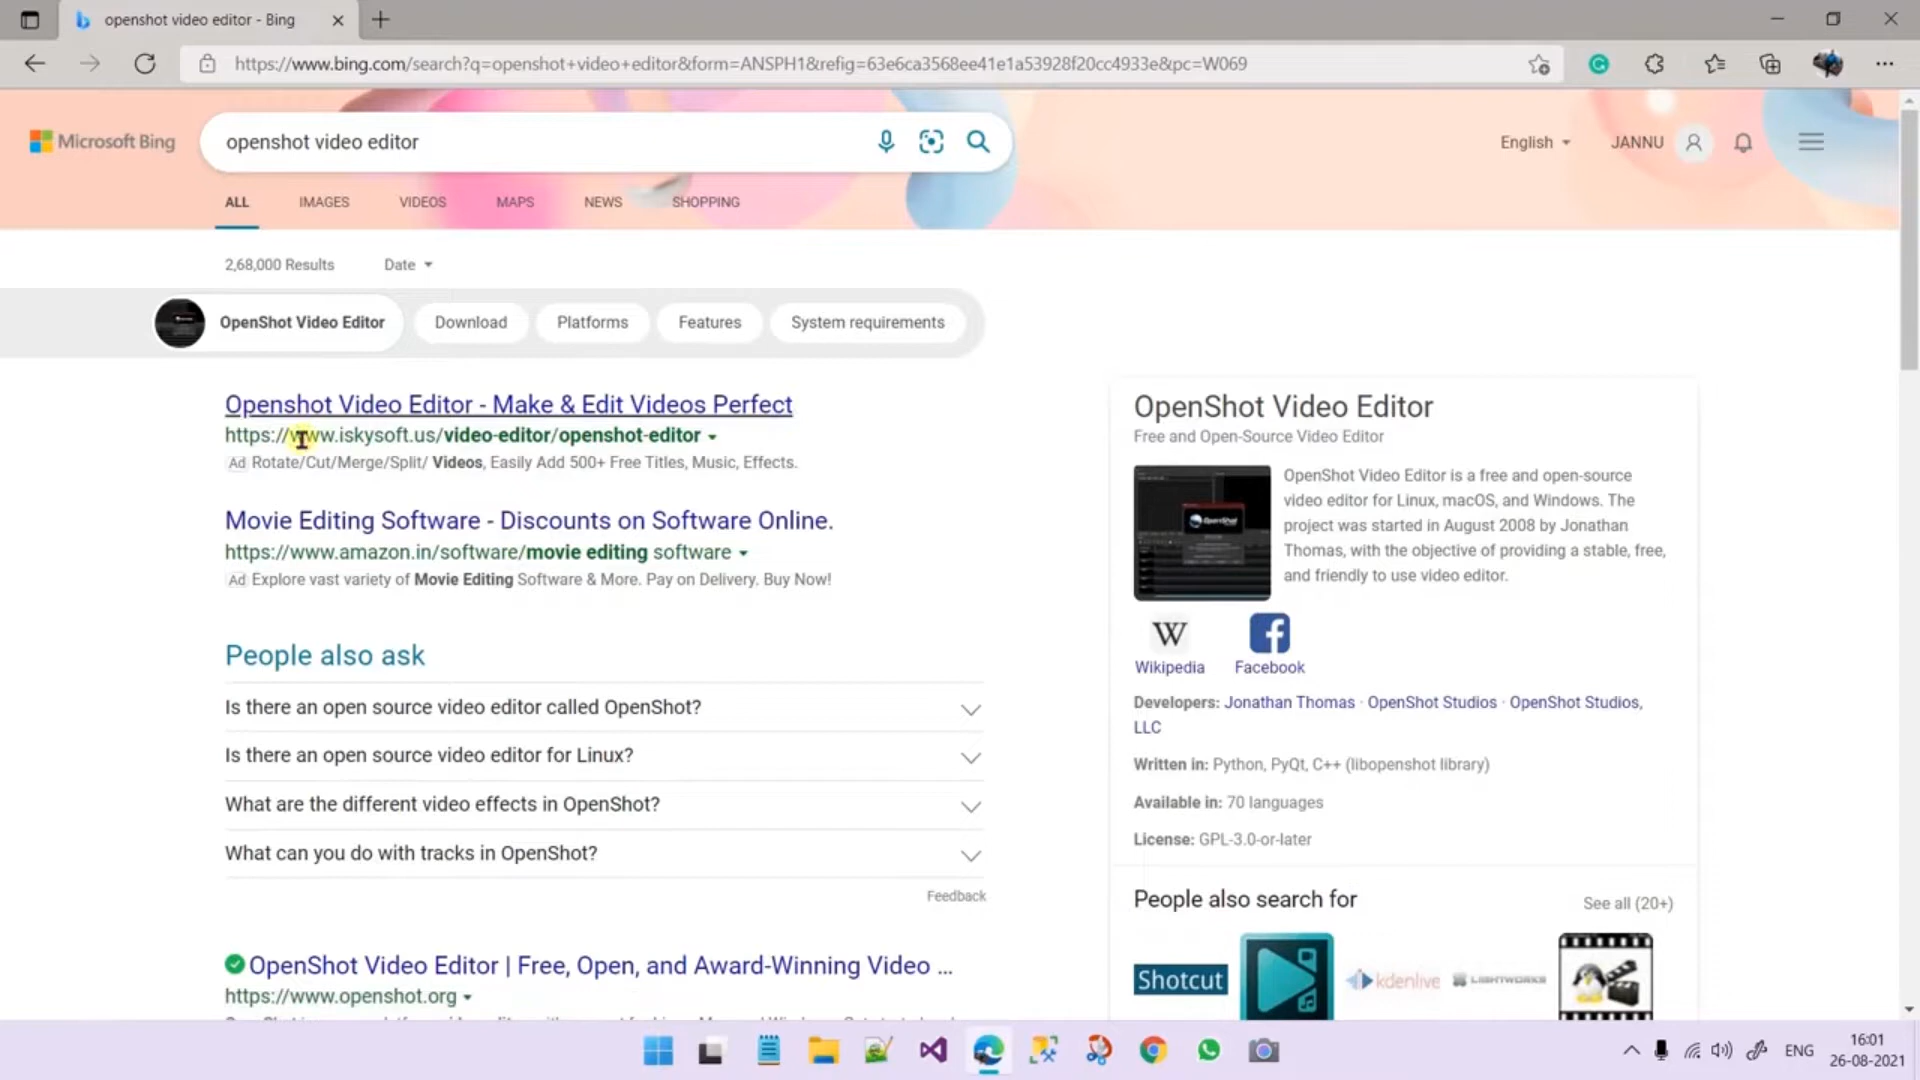 openshot video editor - Bing
https://www.bing.com/search?q=openshot+video+editor&form=ANSPH1&refig=63e6ca3568ee41e1a53928f20cc4933e&pc=W069
Microsoft Bing
openshot video editor
English
JANNU
ALL
IMAGES
VIDEOS
MAPS
NEWS
SHOPPING
2,68,000 Results
Date
OpenShot Video Editor
Download
Platforms
Features
System requirements
Openshot Video Editor - Make & Edit Videos Perfect
https://www.iskysoft.us/video-editor/openshot-editor
Ad Rotate/Cut/Merge/Split/ Videos, Easily Add 500+ Free Titles, Music, Effects.
Movie Editing Software - Discounts on Software Online.
https://www.amazon.in/software/movie editing software
Ad Explore vast variety of Movie Editing Software & More. Pay on Delivery. Buy Now!
People also ask
Is there an open source video editor called OpenShot?
Is there an open source video editor for Linux?
What are the different video effects in OpenShot?
What can you do with tracks in OpenShot?
Feedback
OpenShot Video Editor | Free, Open, and Award-Winning Video ...
https://www.openshot.org
OpenShot Video Editor
Free and Open-Source Video Editor
OpenShot
OpenShot Video Editor is a free and open-source
video editor for Linux, macOS, and Windows. The
project was started in August 2008 by Jonathan
Thomas, with the objective of providing a stable, free,
and friendly to use video editor.
W
Wikipedia
Facebook
Developers: Jonathan Thomas · OpenShot Studios · OpenShot Studios,
LLC
Written in: Python, PyQt, C++ (libopenshot library)
Available in: 70 languages
License: GPL-3.0-or-later
People also search for
See all (20+)
Shotcut
kdenlive
LIGHTWORKS
ENG
16:01
26-08-2021